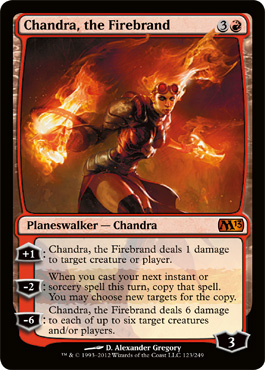 Chandra, the Firebrand 3
Planeswalker — Chandra M13
+1: Chandra, the Firebrand deals 1 damage
to target creature or player.
-2: When you cast your next instant or
sorcery spell this turn, copy that spell.
You may choose new targets for the copy.
-6: Chandra, the Firebrand deals 6 damage
to each of up to six target creatures
and/or players.
3
D. Alexander Gregory
™ & © 1993–2012 Wizards of the Coast LLC 123/249